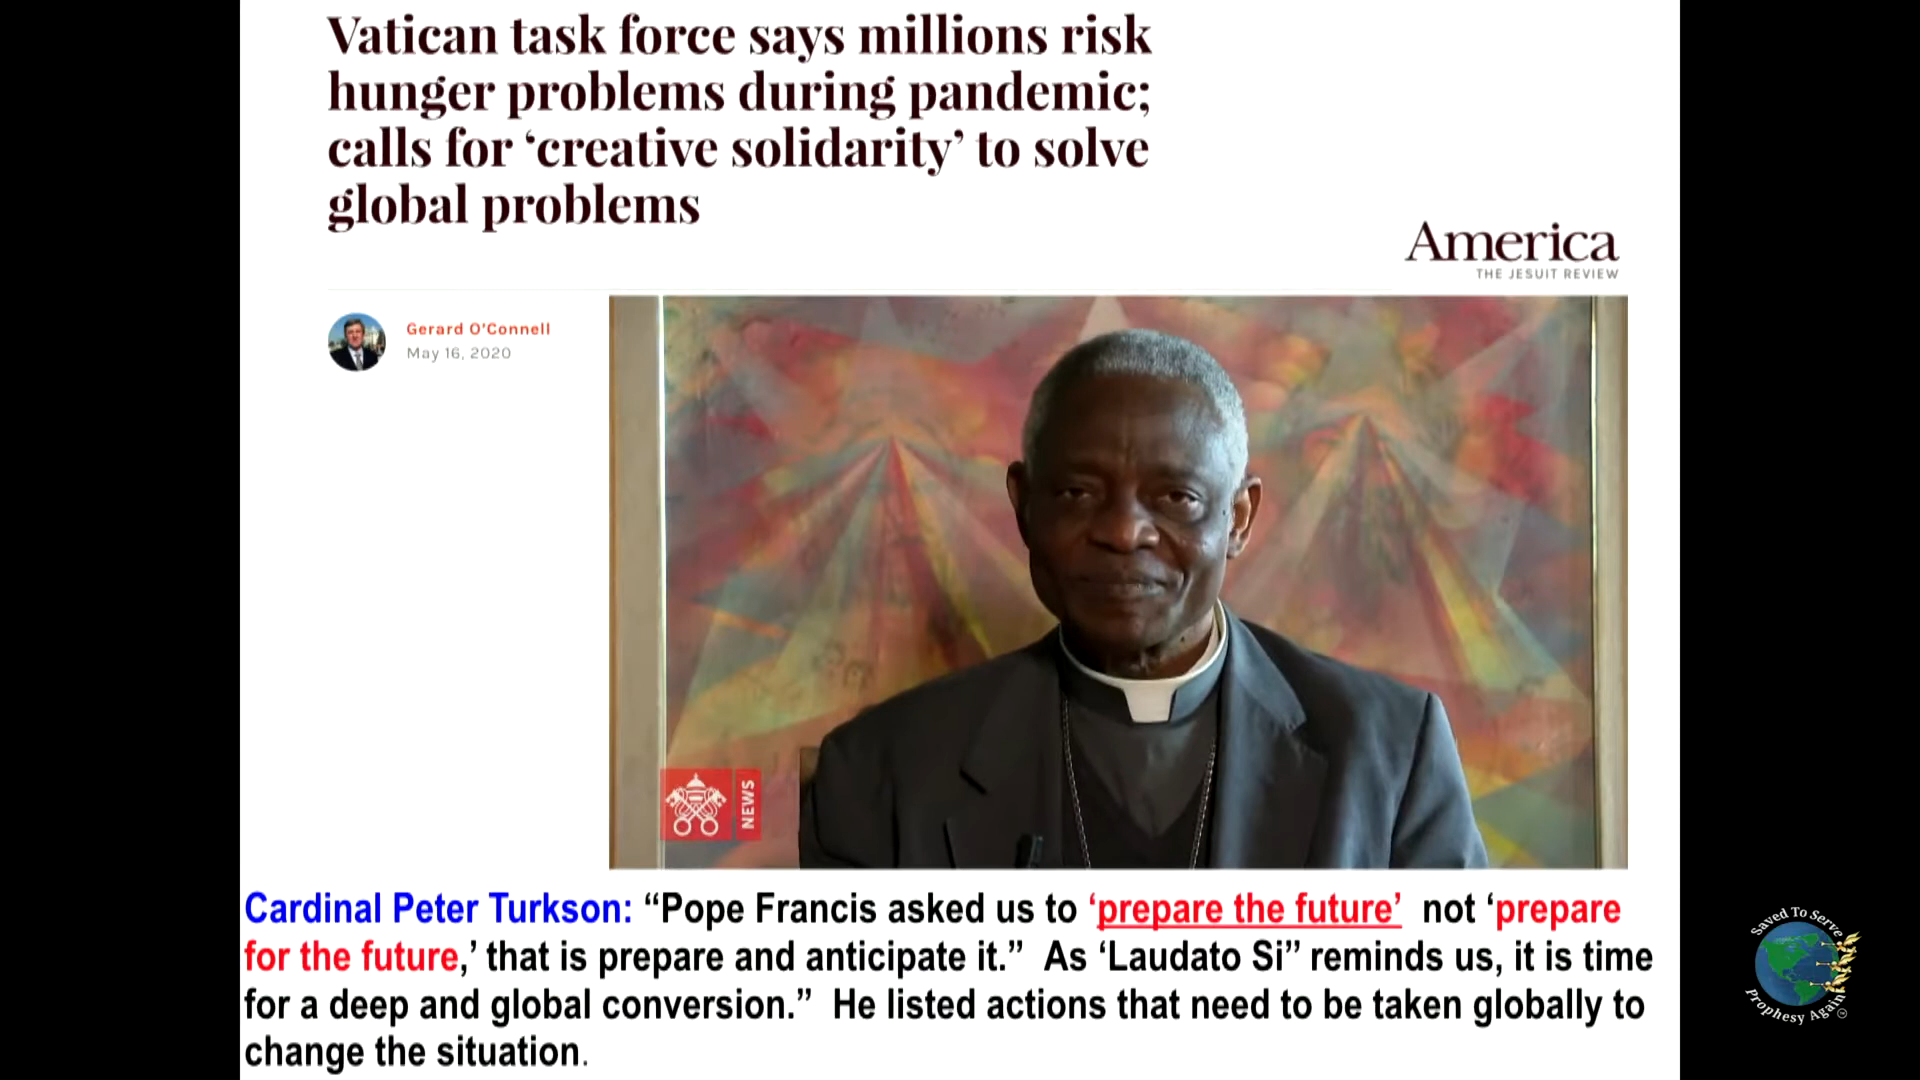 Vatican task force says millions risk
hunger problems during pandemic;
calls for ‘creative solidarity’ to solve
global problems
America
THE JESUIT REVIEW
Gerard O'Connell
May 16, 2020
NEWS
Cardinal Peter Turkson: “Pope Francis asked us to ‘prepare the future’ not ‘prepare
for the future,’ that is prepare and anticipate it.” As ‘Laudato Si” reminds us, it is time
for a deep and global conversion.” He listed actions that need to be taken globally to
change the situation.
Saved To Serve
Prophesy Again